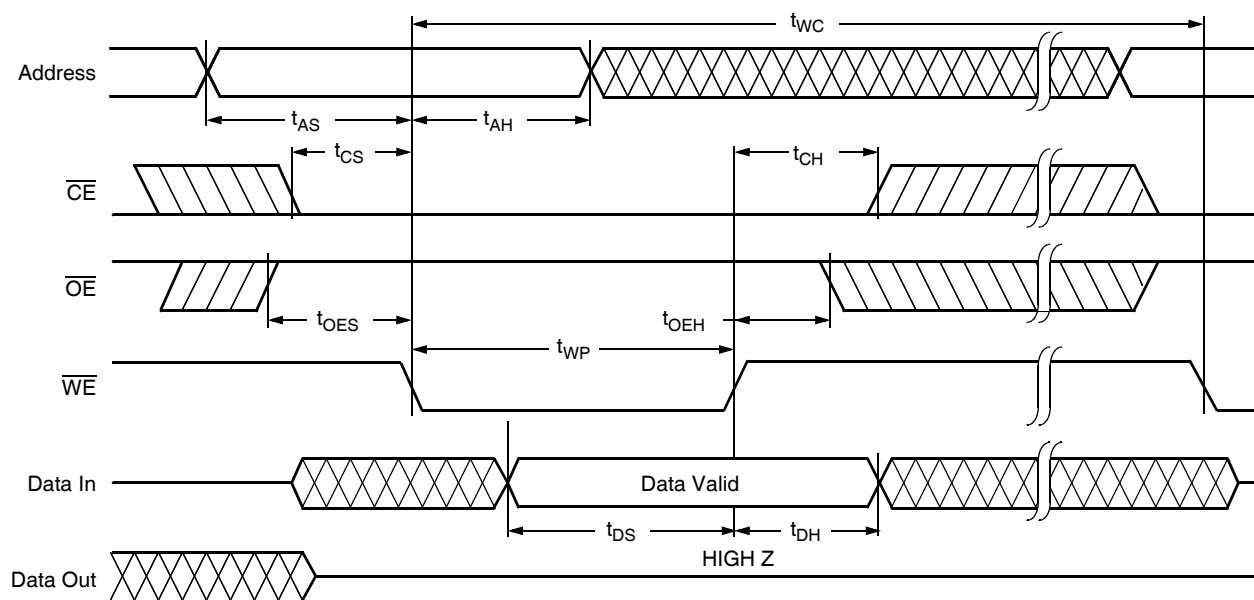 tWC
Address
tAS
tAH
tCS
tCH
CE
OE
tOES
tOEH
tWP
WE
Data In
Data Valid
tDS
tDH
HIGH Z
Data Out